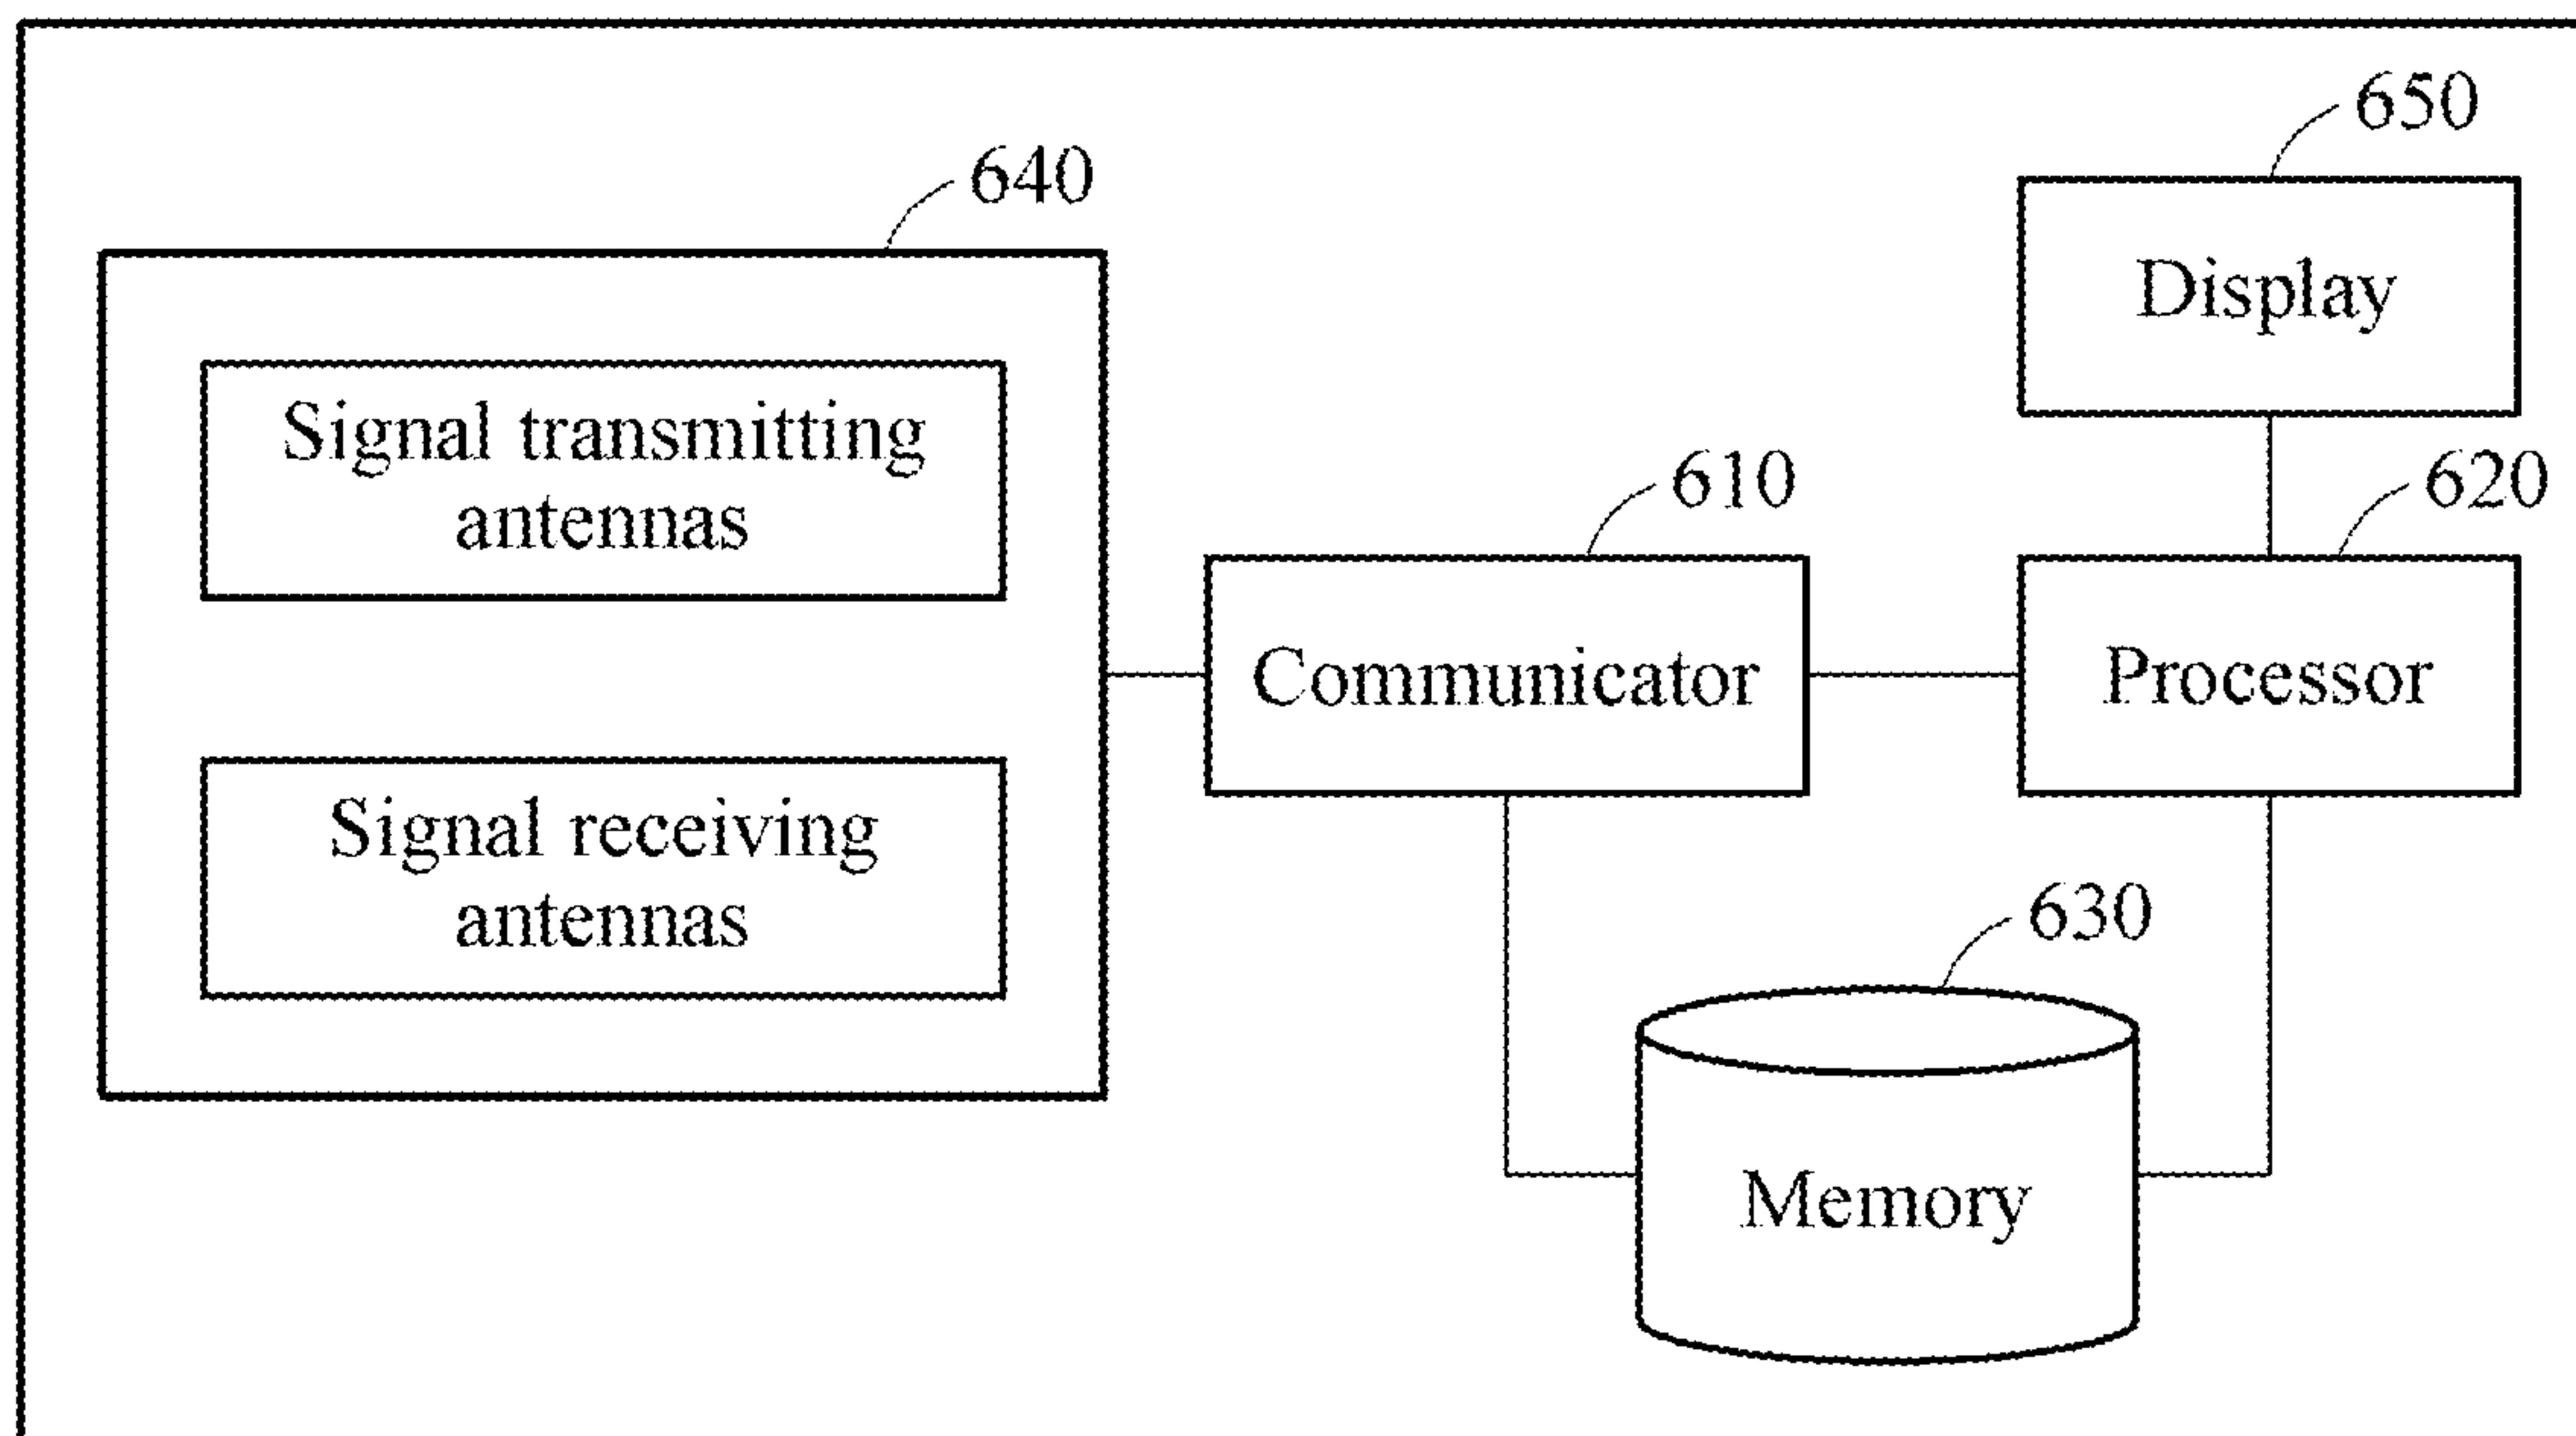 650
640
Display
Signal transmitting
antennas
610
620
Communicator
Processor
Signal receiving
antennas
630
Memory